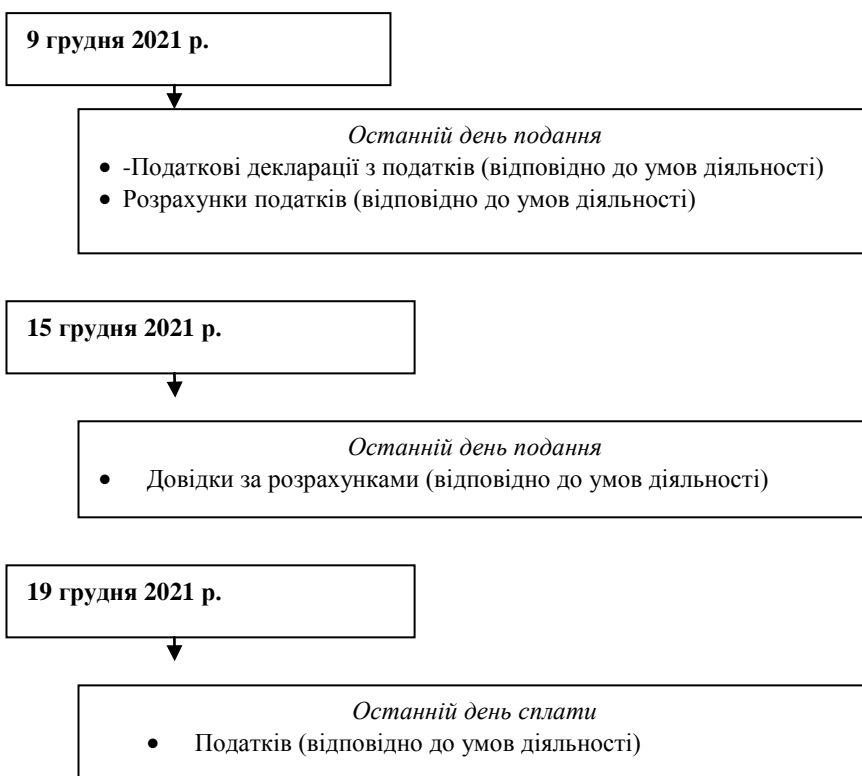 9 грудня 2021 р.
Останній день подання
• -Податкові декларації з податків (відповідно до умов діяльності)
• Розрахунки податків (відповідно до умов діяльності)
15 грудня 2021 р.
Останній день подання
• Довідки за розрахунками (відповідно до умов діяльності)
19 грудня 2021 р.
Останній день сплати
• Податків (відповідно до умов діяльності)